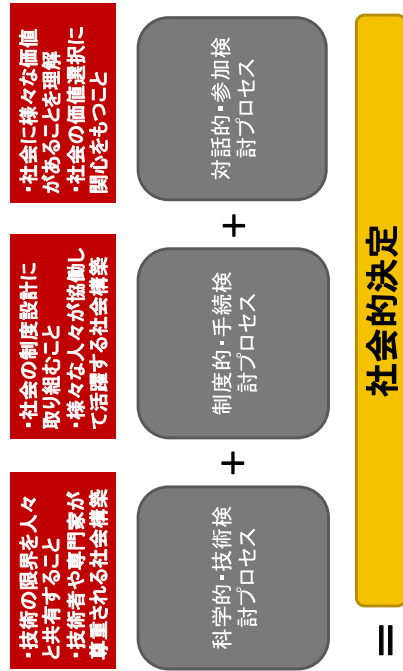 ・技術の限界を人々
と共有すること
・技術者や専門家が
尊重される社会構築
・社会の制度設計に
取り組むこと
・様々な人々が協働し
て活躍する社会構築
・社会に様々な価値
があることを理解
・社会の価値選択に
関心をもつこと
科学的・技術検
討プロセス
+
制度的・手続検
討プロセス
+
対話的・参加検
討プロセス
=
社会的決定